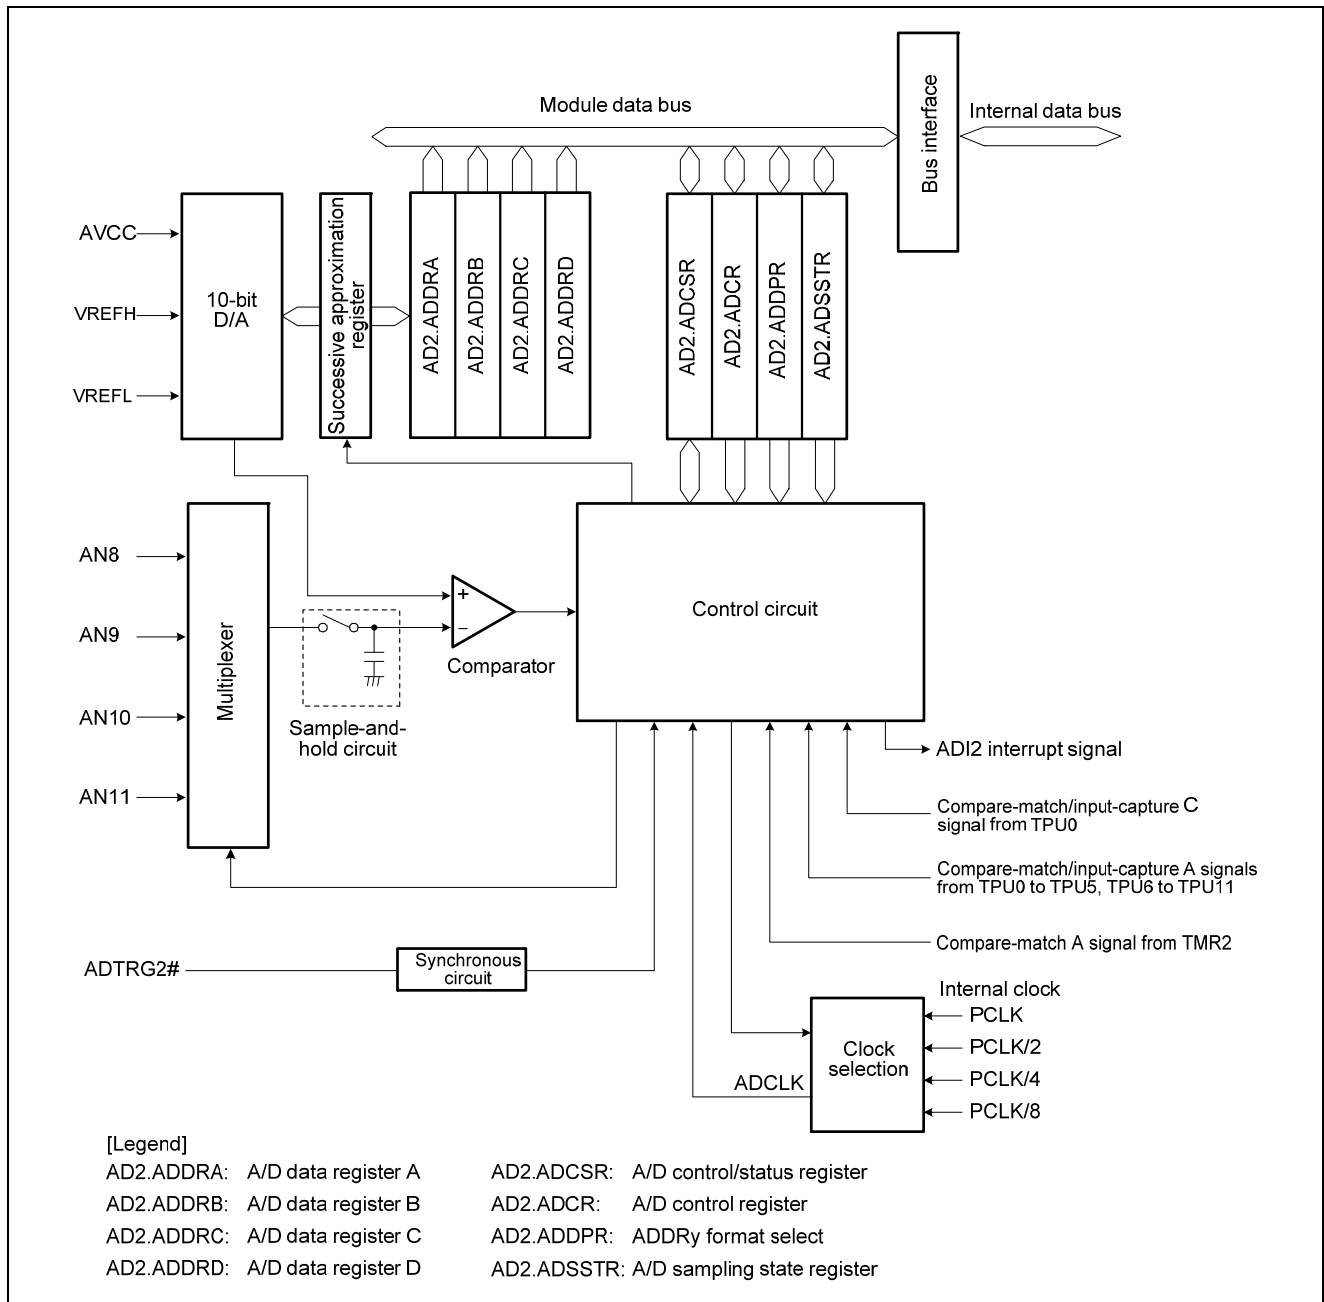 Module data bus
Internal data bus
Bus interface
AVCC
VREFH
VREFL
10-bit
D/A
Successive approximation
register
AD2.ADDRA
AD2.ADDRB
AD2.ADDRC
AD2.ADDRD
AD2.ADCSR
AD2.ADCR
AD2.ADDPR
AD2.ADSSTR
AN8
AN9
AN10
AN11
Multiplexer
Sample-and-
hold circuit
+
–
Comparator
Control circuit
ADI2 interrupt signal
Compare-match/input-capture C
signal from TPU0
Compare-match/input-capture A signals
from TPU0 to TPU5, TPU6 to TPU11
Compare-match A signal from TMR2
ADTRG2#
Synchronous
circuit
Internal clock
PCLK
PCLK/2
PCLK/4
PCLK/8
Clock
selection
ADCLK
[Legend]
AD2.ADDRA: A/D data register A
AD2.ADDRB: A/D data register B
AD2.ADDRC: A/D data register C
AD2.ADDRD: A/D data register D
AD2.ADCSR: A/D control/status register
AD2.ADCR: A/D control register
AD2.ADDPR: ADDRy format select
AD2.ADSSTR: A/D sampling state register